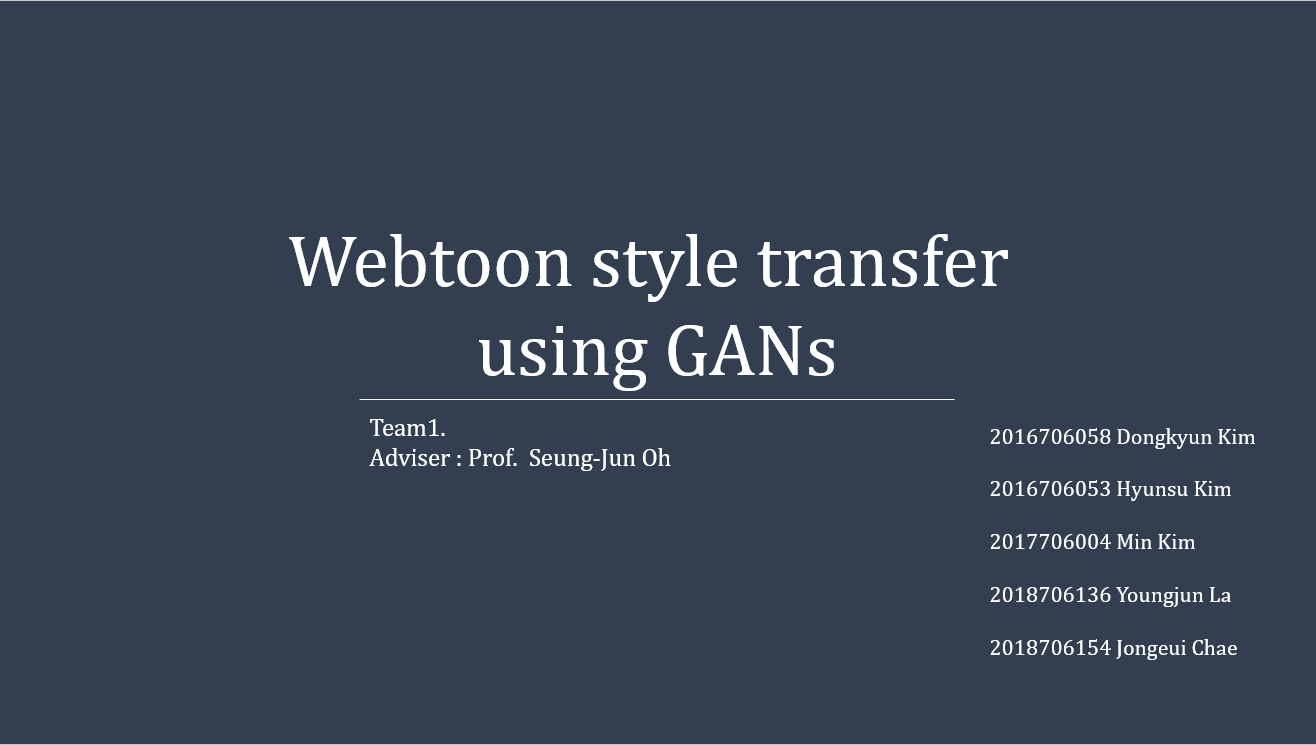 Webtoon style transfer
using GANs
Team1.
Adviser : Prof.  Seung-Jun Oh
2016706058 Dongkyun Kim
2016706053 Hyunsu Kim
2017706004 Min Kim
2018706136 Youngjun La
2018706154 Jongeui Chae